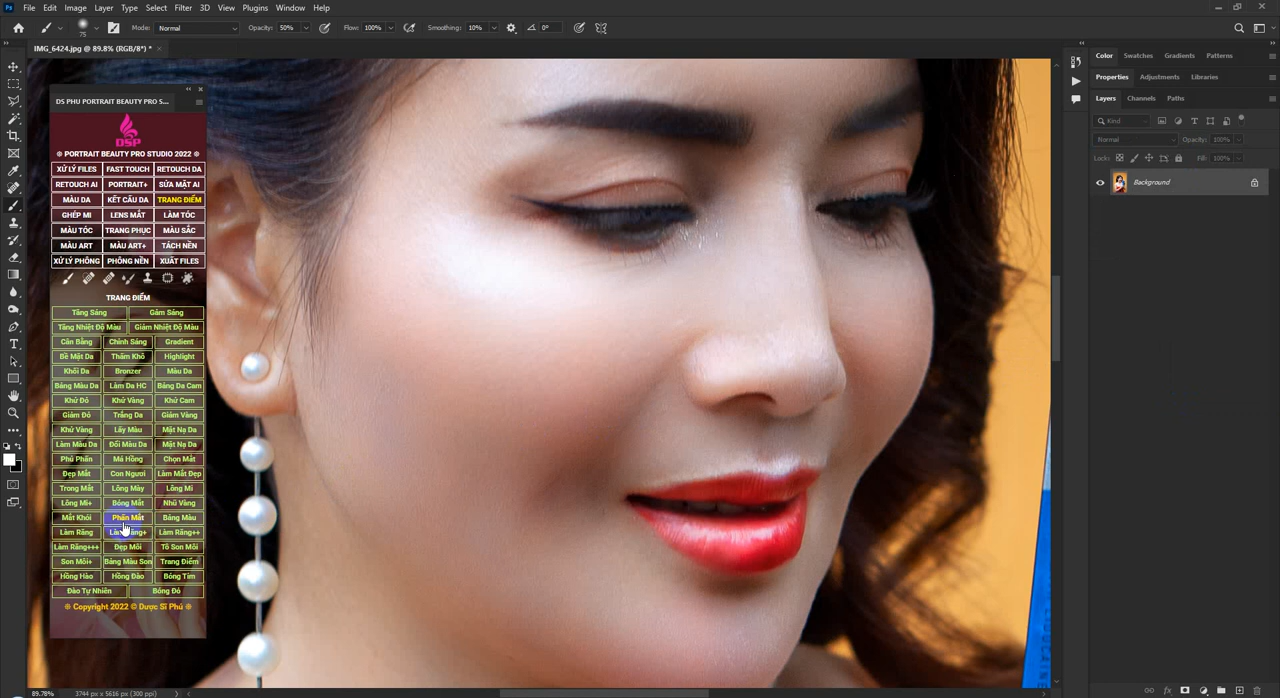 File Edit Image Layer Type Select Filter 3D View Plugins Window Help
75 Mode: Normal Opacity: 50% Flow: 100% Smoothing: 10% 0°
IMG_6424.jpg @ 89.8% (RGB/8*) *
DS PHU PORTRAIT BEAUTY PRO S...
DSP
❊ PORTRAIT BEAUTY PRO STUDIO 2022 ❊
XỬ LÝ FILES FAST TOUCH RETOUCH DA
RETOUCH AI PORTRAIT+ SỬA MẶT AI
MÀU DA KẾT CẤU DA TRANG ĐIỂM
GHÉP MI LENS MẮT LÀM TÓC
MÀU TÓC TRANG PHỤC MÀU SẮC
MÀU ART MÀU ART+ TÁCH NỀN
XỬ LÝ PHÔNG PHÔNG NỀN XUẤT FILES
TRANG ĐIỂM
Tăng Sáng Gảm Sáng
Tăng Nhiệt Độ Màu Giảm Nhiệt Độ Màu
Cân Bằng Chỉnh Sáng Gradient
Bề Mặt Da Thấm Khô Highlight
Khối Da Bronzer Màu Da
Bảng Màu Da Làm Da HC Bảng Da Cam
Khử Đỏ Khử Vàng Khử Cam
Giảm Đỏ Trắng Da Giảm Vàng
Khử Vàng Lấy Màu Mặt Nạ Da
Làm Màu Da Đổi Màu Da Mặt Nạ Da
Phủ Phấn Má Hồng Chọn Mắt
Đẹp Mắt Con Ngươi Làm Mắt Đẹp
Trong Mắt Lông Mày Lông Mi
Lông Mi+ Bóng Mắt Nhũ Vàng
Mắt Khói Phấn Mắt Bảng Màu
Làm Răng Làm Răng+ Làm Răng++
Làm Răng+++ Đẹp Môi Tô Son Môi
Son Môi+ Bảng Màu Son Trang Điểm
Hồng Hào Hồng Đào Bóng Tím
Đào Tự Nhiên Bóng Đỏ
❊ Copyright 2022 © Dược Sĩ Phú ❊
Color Swatches Gradients Patterns
Properties Adjustments Libraries
Layers Channels Paths
Kind
Normal Opacity: 100%
Lock: Fill: 100%
Background
89.78% 3744 px x 5616 px (300 ppi)